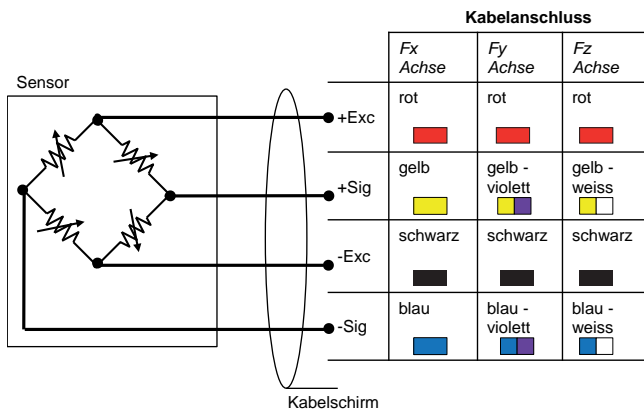 Kabelanschluss
Fx Achse
Fy Achse
Fz Achse
Sensor
+Exc
rot
rot
rot
+Sig
gelb
gelb -
violett
gelb -
weiss
-Exc
schwarz
schwarz
schwarz
-Sig
blau
blau -
violett
blau -
weiss
Kabelschirm